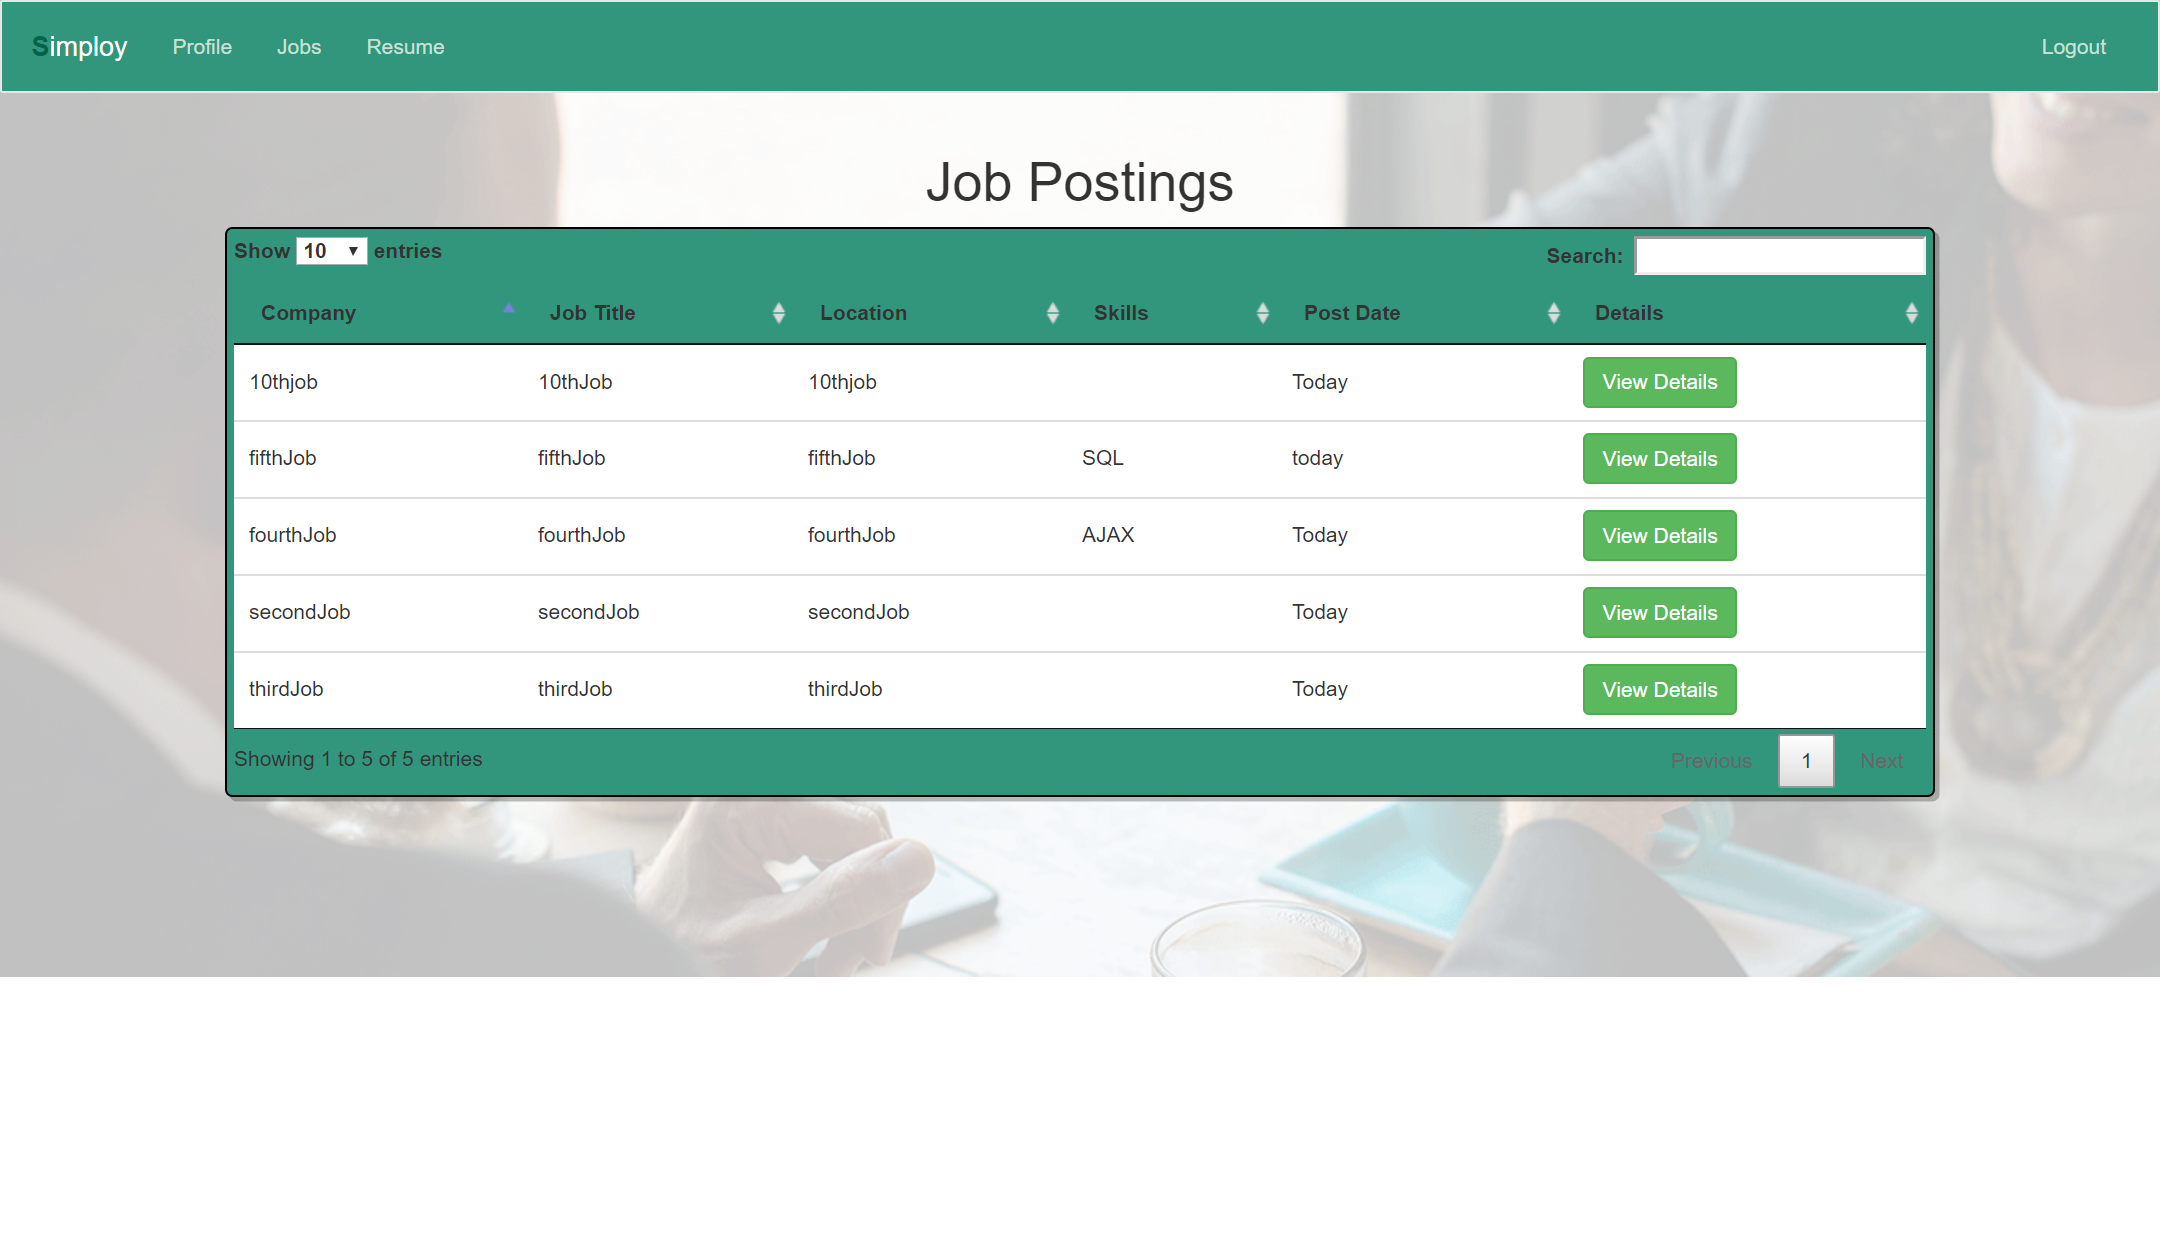 Simploy Profile Jobs Resume Logout
Job Postings
Show 10 entries Search:
Company Job Title Location Skills Post Date Details
10thjob 10thJob 10thjob Today View Details
fifthJob fifthJob fifthJob SQL today View Details
fourthJob fourthJob fourthJob AJAX Today View Details
secondJob secondJob secondJob Today View Details
thirdJob thirdJob thirdJob Today View Details
Showing 1 to 5 of 5 entries Previous 1 Next